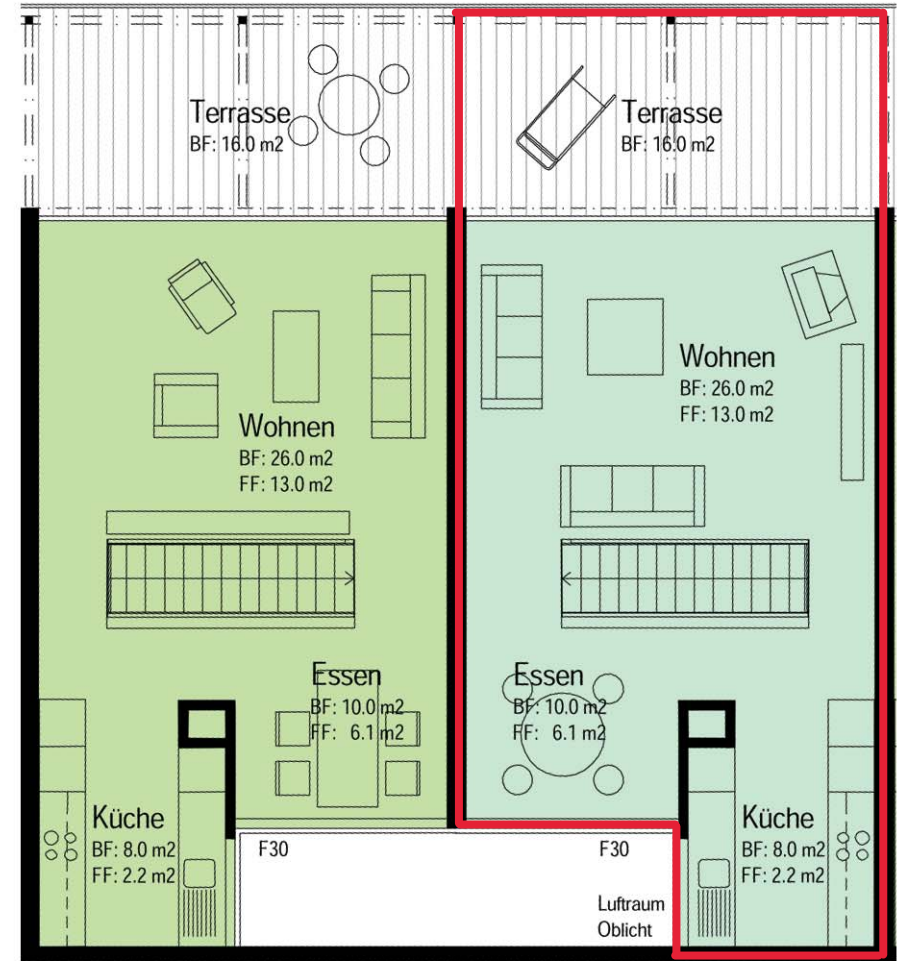 Terrasse
BF: 16.0 m2
Terrasse
BF: 16.0 m2
Wohnen
BF: 26.0 m2
FF: 13.0 m2
Wohnen
BF: 26.0 m2
FF: 13.0 m2
Essen
BF: 10.0 m2
FF: 6.1 m2
Essen
BF: 10.0 m2
FF: 6.1 m2
Küche
BF: 8.0 m2
FF: 2.2 m2
F30
F30
Küche
BF: 8.0 m2
FF: 2.2 m2
Luftraum
Oblicht